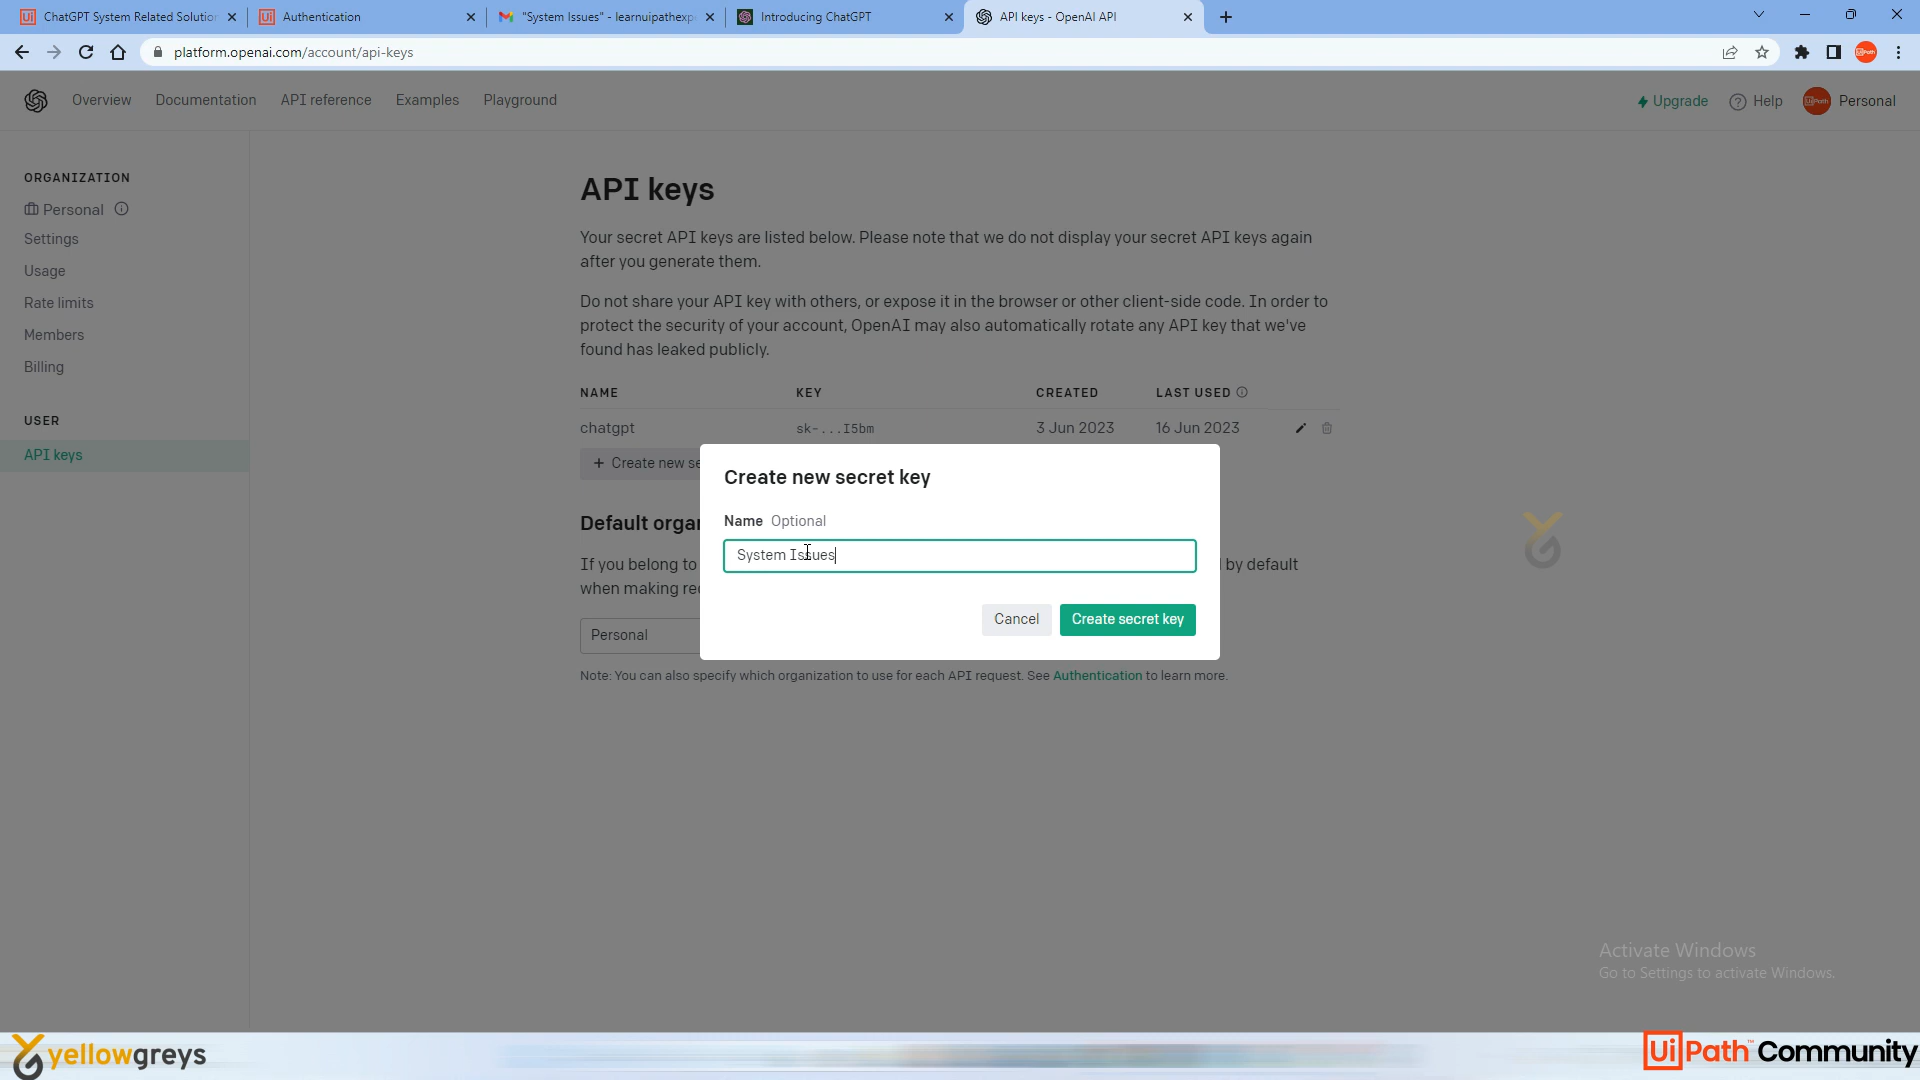 ChatGPT System Related Solution
Authentication
"System Issues" - learnuipathexp
Introducing ChatGPT
API keys - OpenAI API
platform.openai.com/account/api-keys
Overview
Documentation
API reference
Examples
Playground
Upgrade
Help
Personal
ORGANIZATION
Personal
Settings
Usage
Rate limits
Members
Billing
USER
API keys
API keys
Your secret API keys are listed below. Please note that we do not display your secret API keys again
after you generate them.
Do not share your API key with others, or expose it in the browser or other client-side code. In order to
protect the security of your account, OpenAI may also automatically rotate any API key that we've
found has leaked publicly.
NAME KEY CREATED LAST USED
chatgpt sk-...I5bm 3 Jun 2023 16 Jun 2023
+ Create new se
Create new secret key
Name Optional
System Issues
Cancel
Create secret key
Default orga
If you belong to
by default
when making re
Personal
Note: You can also specify which organization to use for each API request. See Authentication to learn more.
Activate Windows
Go to Settings to activate Windows.
yellowgreys
UiPath™ Community